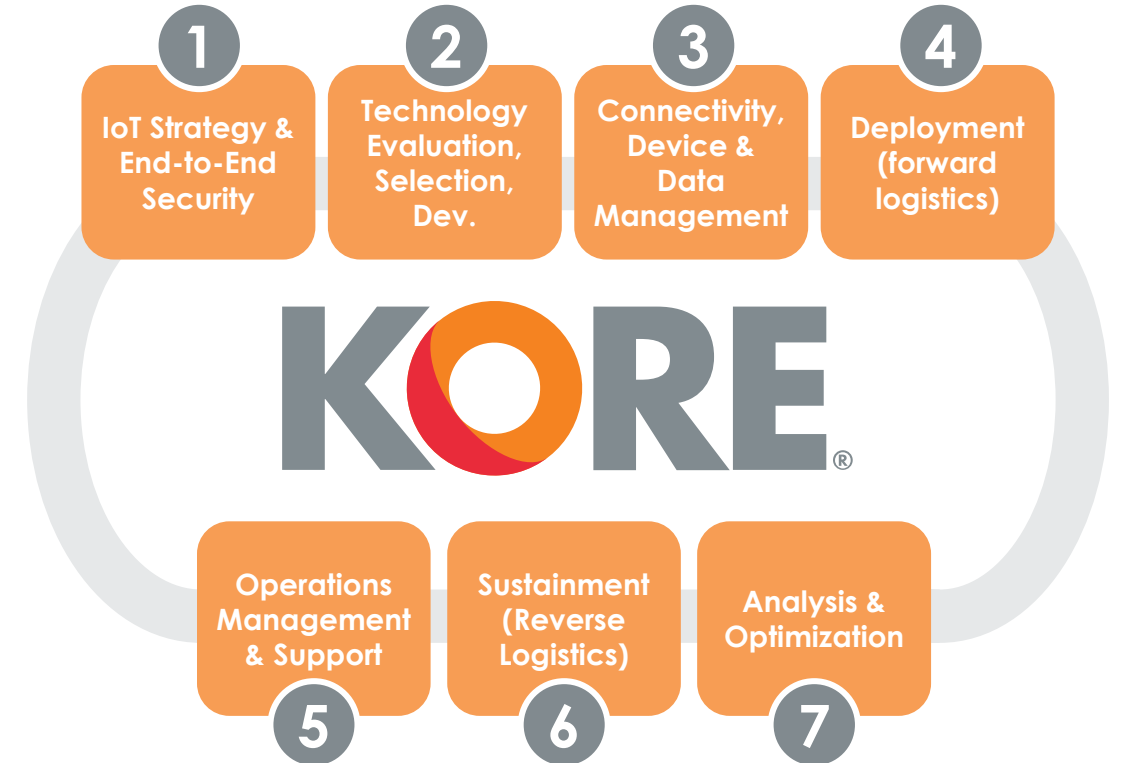 1
IoT Strategy &
End-to-End
Security
2
Technology
Evaluation,
Selection,
Dev.
3
Connectivity,
Device &
Data
Management
4
Deployment
(forward
logistics)
KORE®
Operations
Management
& Support
5
Sustainment
(Reverse
Logistics)
6
Analysis &
Optimization
7